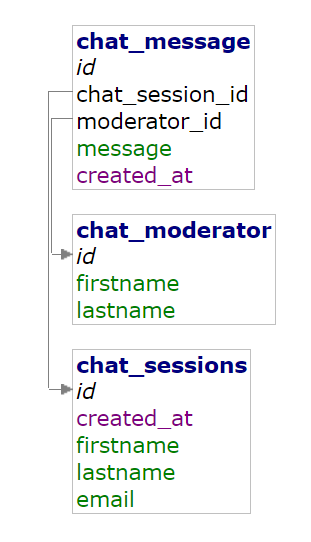 chat_message
id
chat_session_id
moderator_id
message
created_at
chat_moderator
id
firstname
lastname
chat_sessions
id
created_at
firstname
lastname
email